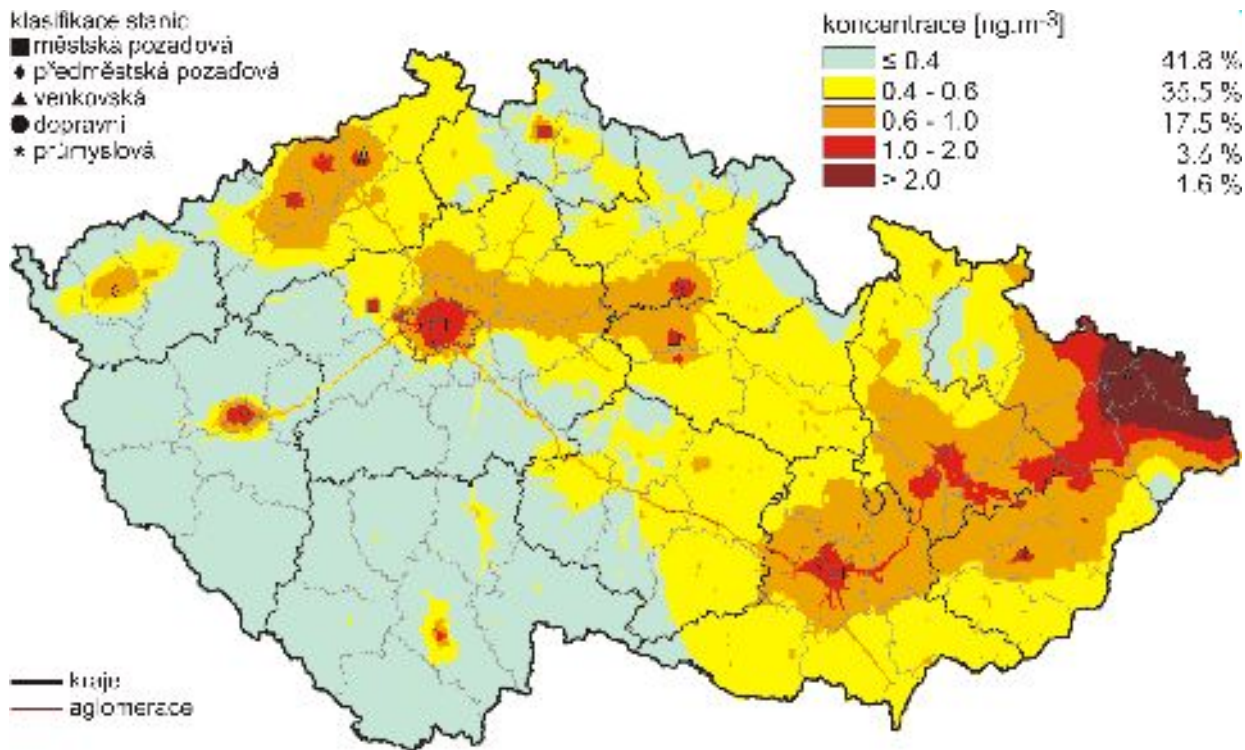 klasifikace stanic
městská pozaďová
předměstská pozaďová
venkovská
dopravní
průmyslová
koncentrace [ng.m-3]
≤ 0.4 41.8 %
0.4 - 0.6 35.5 %
0.6 - 1.0 17.5 %
1.0 - 2.0 3.6 %
> 2.0 1.6 %
kraje
aglomerace